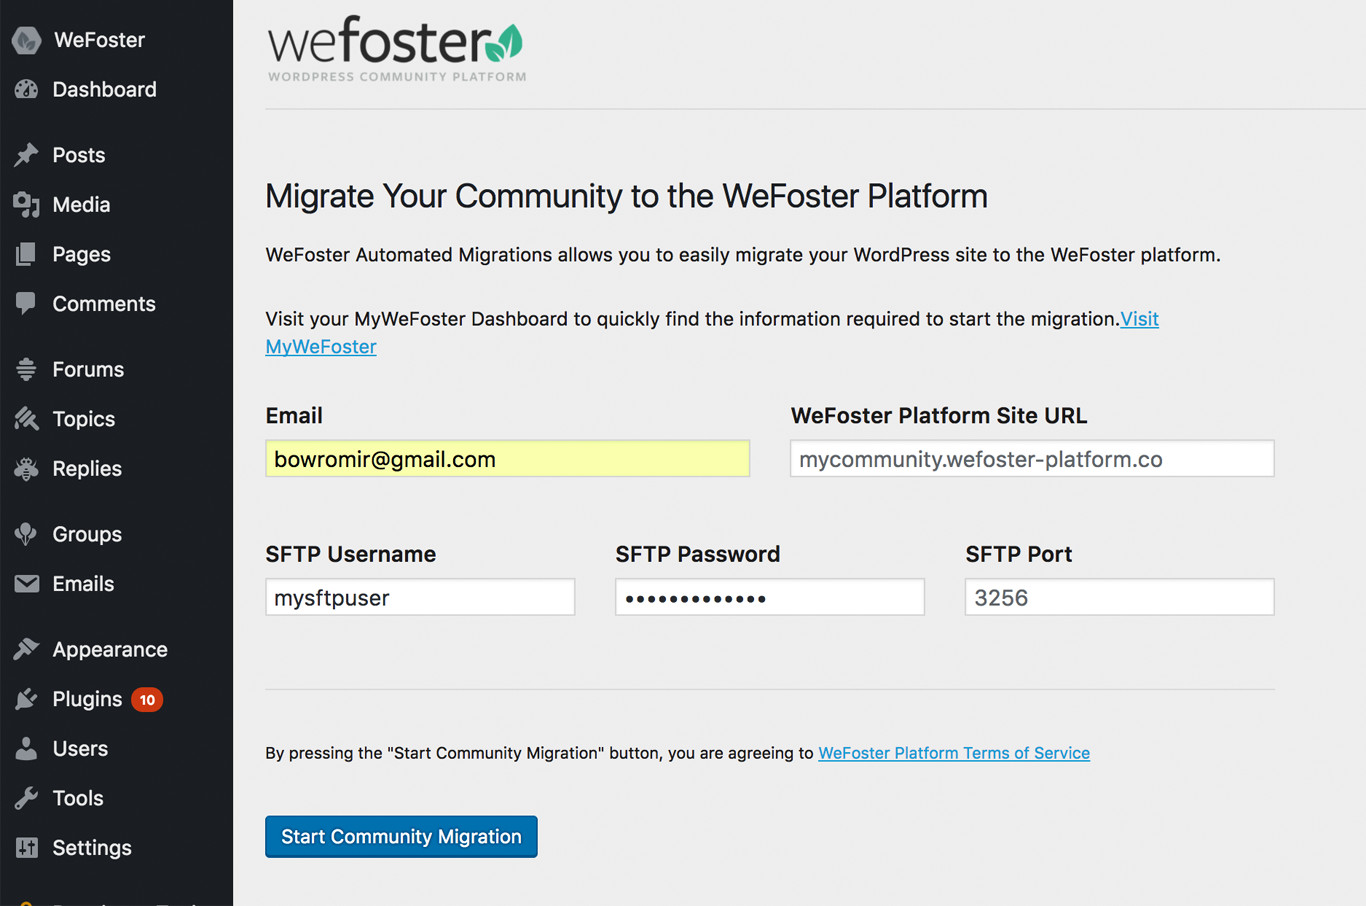 WeFoster
Dashboard
Posts
Media
Pages
Comments
Forums
Topics
Replies
Groups
Emails
Appearance
Plugins 10
Users
Tools
Settings
wefoster
WORDPRESS COMMUNITY PLATFORM
Migrate Your Community to the WeFoster Platform
WeFoster Automated Migrations allows you to easily migrate your WordPress site to the WeFoster platform.
Visit your MyWeFoster Dashboard to quickly find the information required to start the migration.Visit
MyWeFoster
Email
WeFoster Platform Site URL
bowromir@gmail.com
mycommunity.wefoster-platform.co
SFTP Username
SFTP Password
SFTP Port
mysftpuser
•••••••••••••
3256
By pressing the "Start Community Migration" button, you are agreeing to WeFoster Platform Terms of Service
Start Community Migration